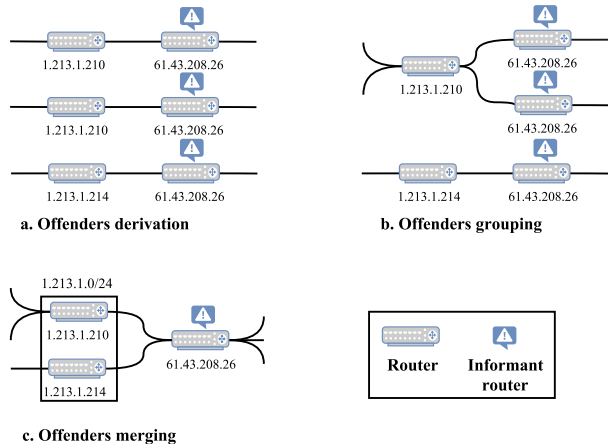 1.213.1.210
61.43.208.26
1.213.1.210
61.43.208.26
1.213.1.214
61.43.208.26
a. Offenders derivation
61.43.208.26
1.213.1.210
61.43.208.26
1.213.1.214
61.43.208.26
b. Offenders grouping
1.213.1.0/24
1.213.1.210
61.43.208.26
1.213.1.214
c. Offenders merging
Router
Informant
router